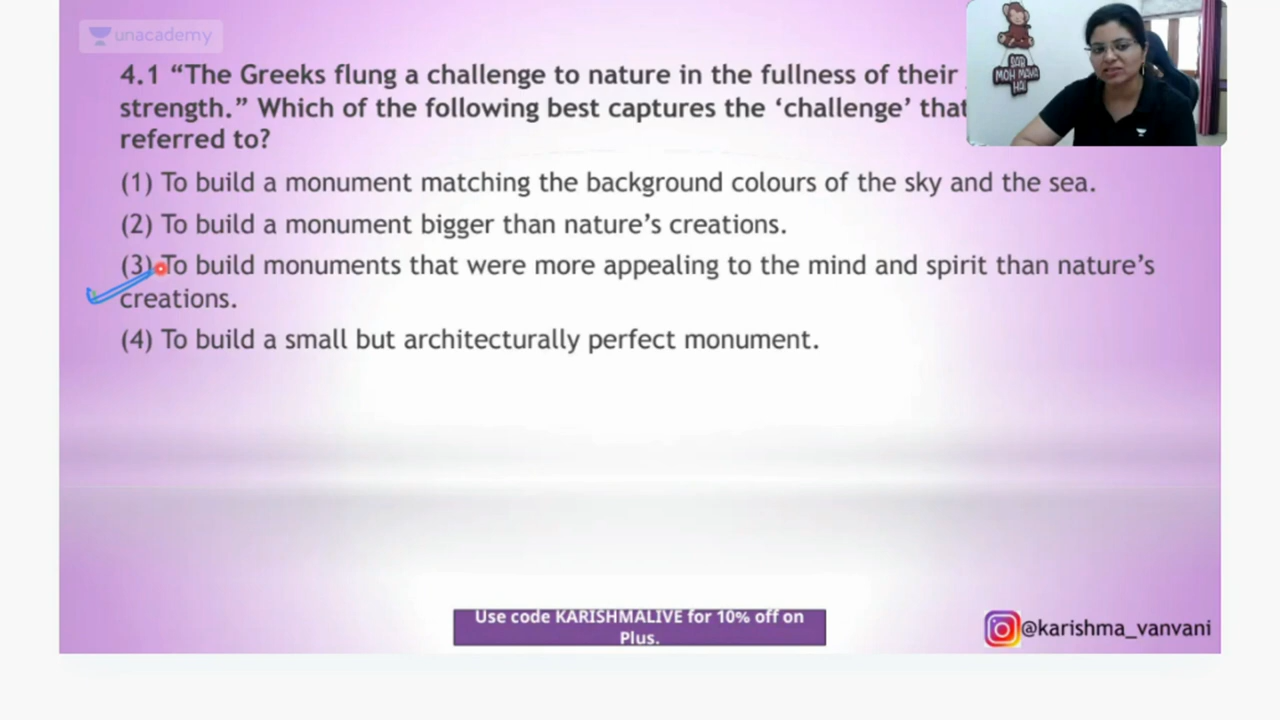 unacademy
4.1 “The Greeks flung a challenge to nature in the fullness of their
strength.” Which of the following best captures the ‘challenge’ that
referred to?
(1) To build a monument matching the background colours of the sky and the sea.
(2) To build a monument bigger than nature’s creations.
(3) To build monuments that were more appealing to the mind and spirit than nature’s
creations.
(4) To build a small but architecturally perfect monument.
SAB
MOH MAYA
HAI
Use code KARISHMALIVE for 10% off on
Plus.
@karishma_vanvani